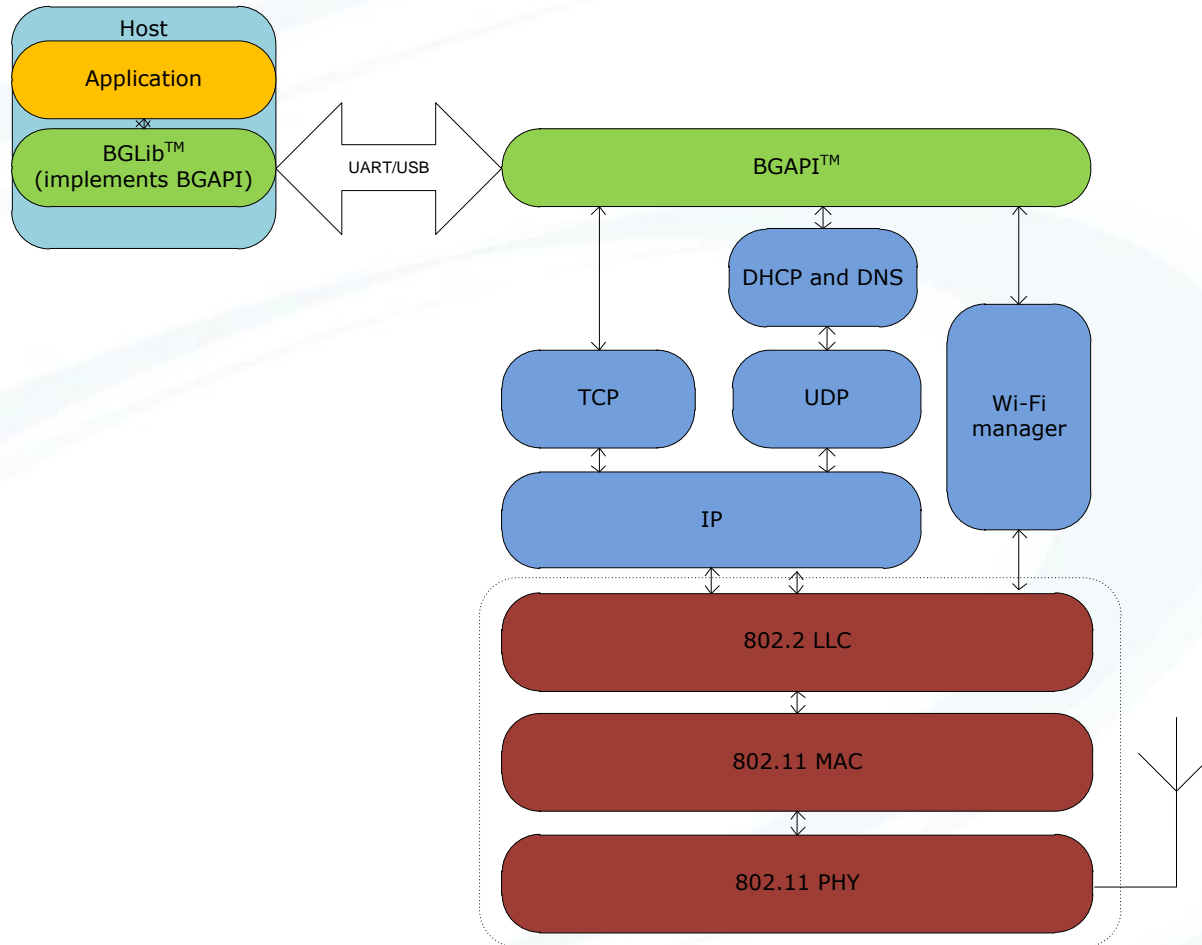 Host
Application
BGLib™
(implements BGAPI)
UART/USB
BGAPI™
DHCP and DNS
TCP
UDP
Wi-Fi
manager
IP
802.2 LLC
802.11 MAC
802.11 PHY